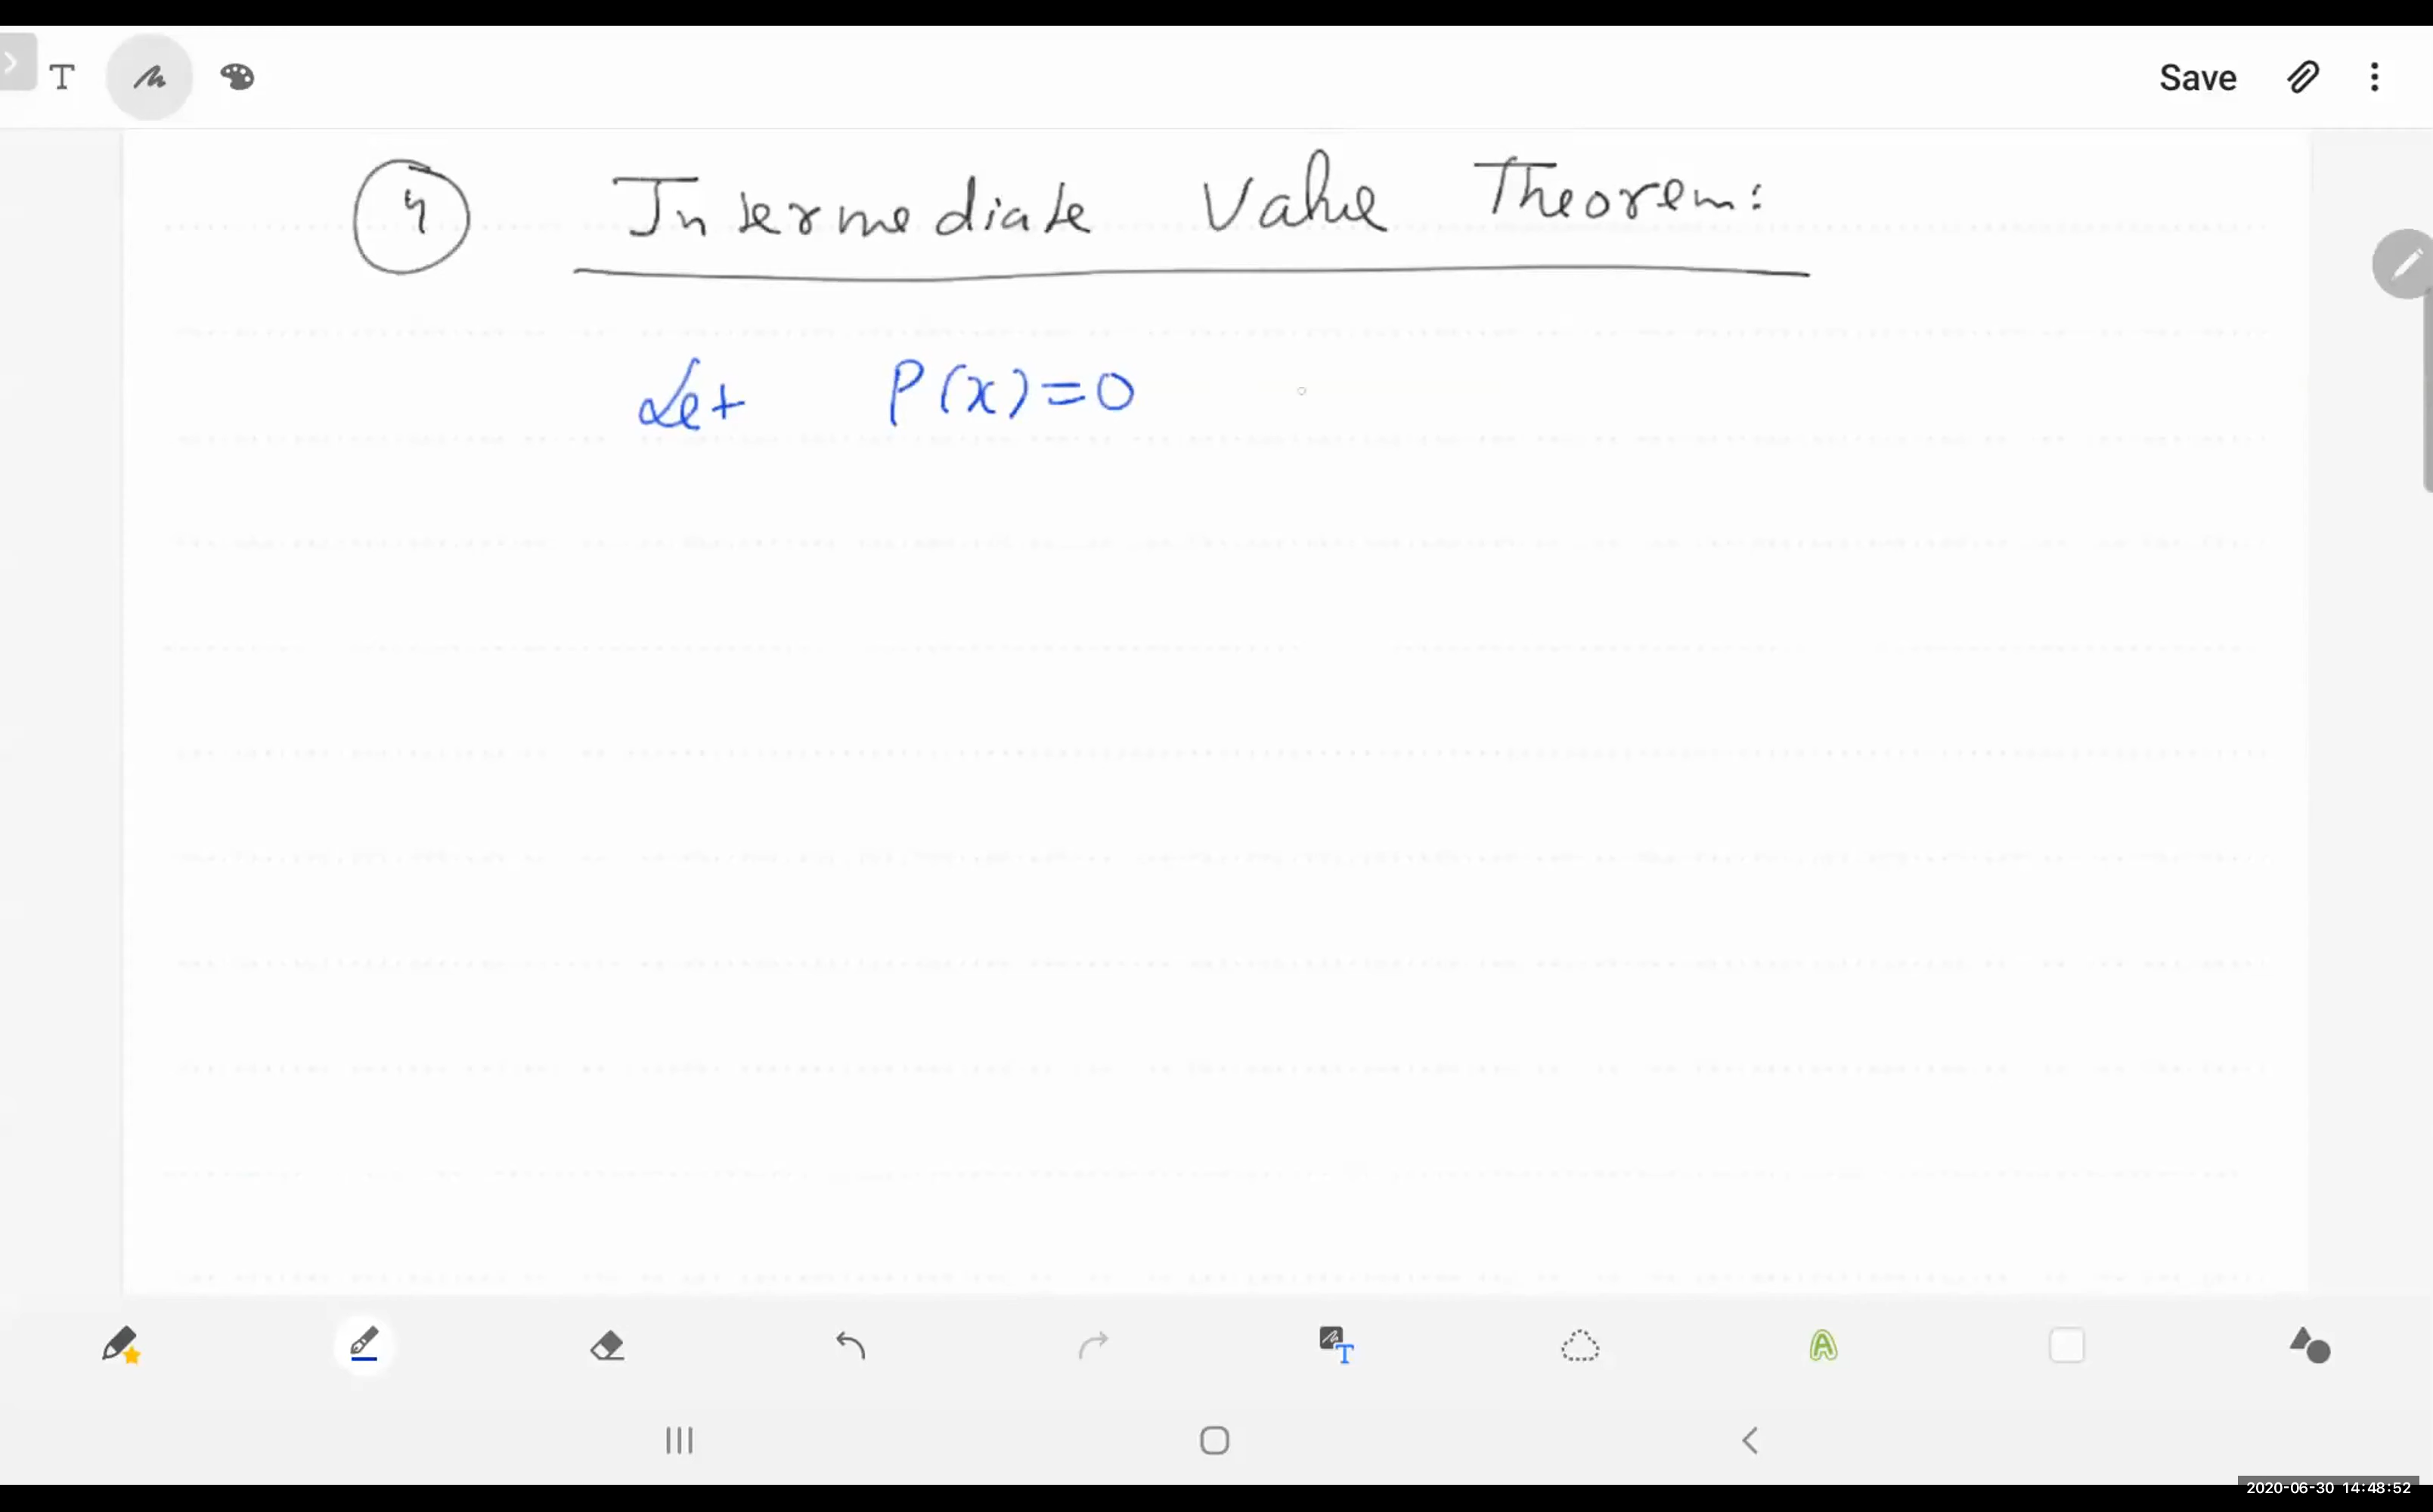 T Save
4 Intermediate Value Theorem:
Let P(x)=0
T A
2020-06-30 14:48:52